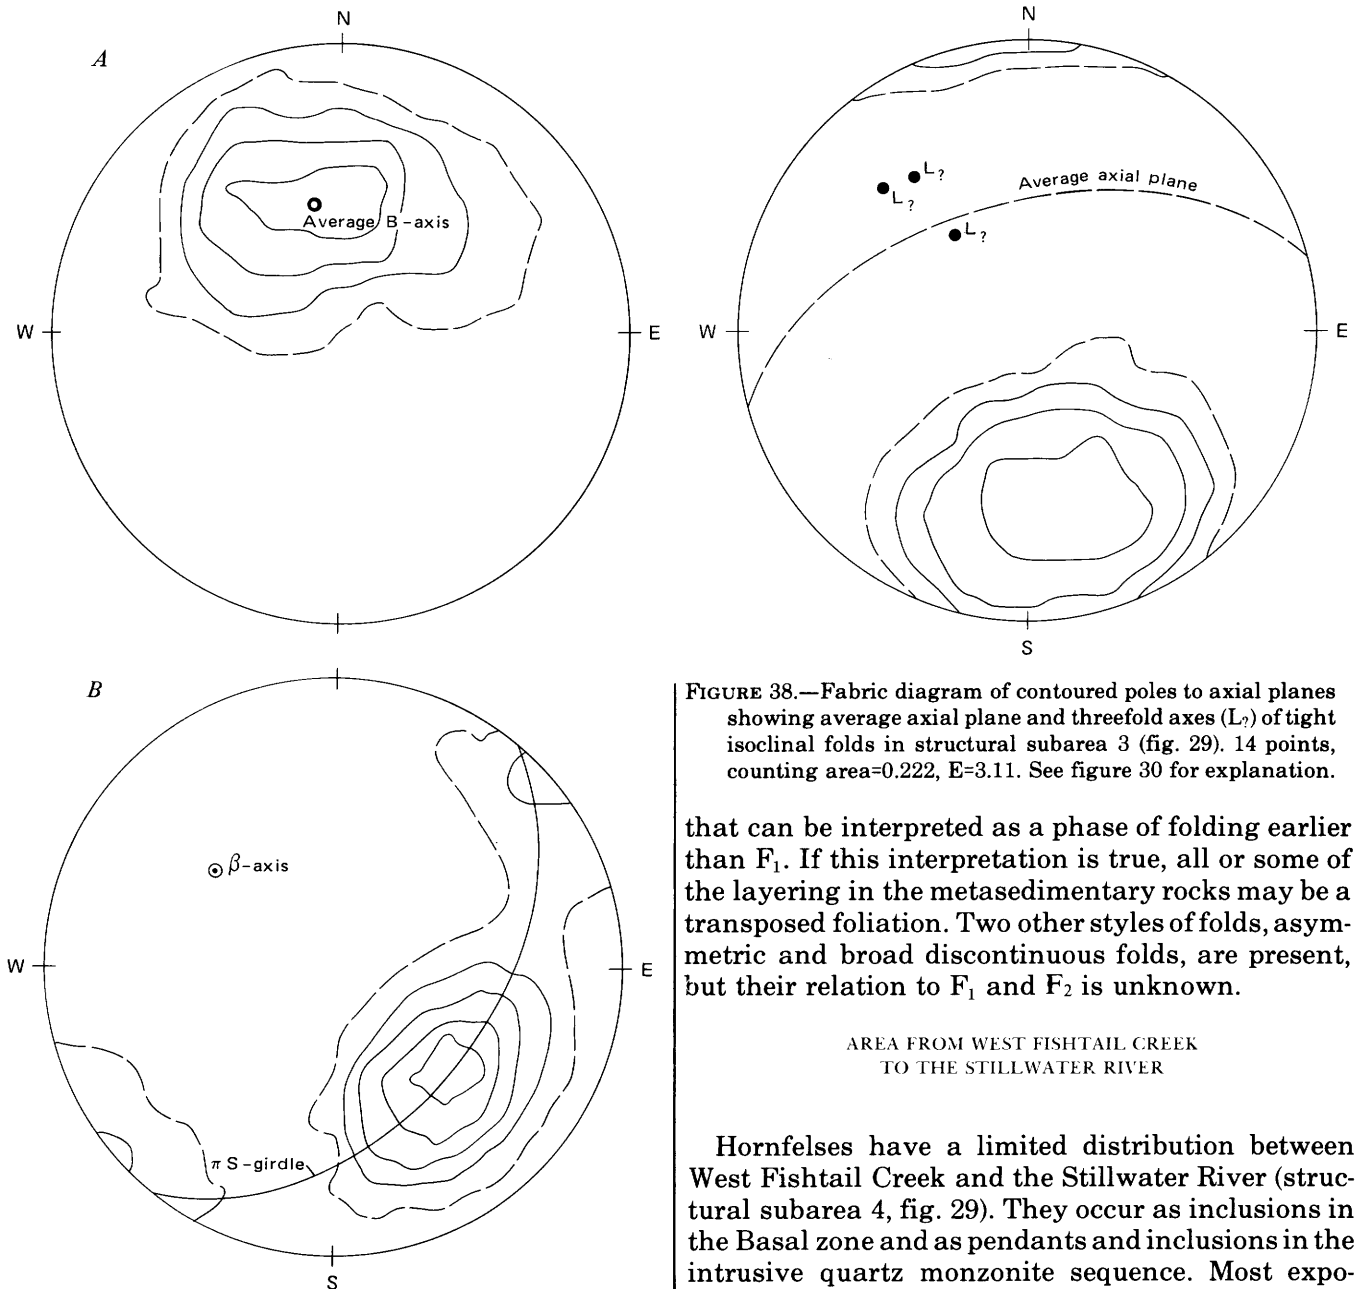 A
N
W
E
Average B-axis
B
β-axis
W
E
π S-girdle
S
N
L?
L?
L?
Average axial plane
W
E
S
FIGURE 38.—Fabric diagram of contoured poles to axial planes
showing average axial plane and threefold axes (L?) of tight
isoclinal folds in structural subarea 3 (fig. 29). 14 points,
counting area=0.222, E=3.11. See figure 30 for explanation.
that can be interpreted as a phase of folding earlier
than F₁. If this interpretation is true, all or some of
the layering in the metasedimentary rocks may be a
transposed foliation. Two other styles of folds, asym-
metric and broad discontinuous folds, are present,
but their relation to F₁ and F₂ is unknown.
AREA FROM WEST FISHTAIL CREEK
TO THE STILLWATER RIVER
Hornfelses have a limited distribution between
West Fishtail Creek and the Stillwater River (struc-
tural subarea 4, fig. 29). They occur as inclusions in
the Basal zone and as pendants and inclusions in the
intrusive quartz monzonite sequence. Most expo-